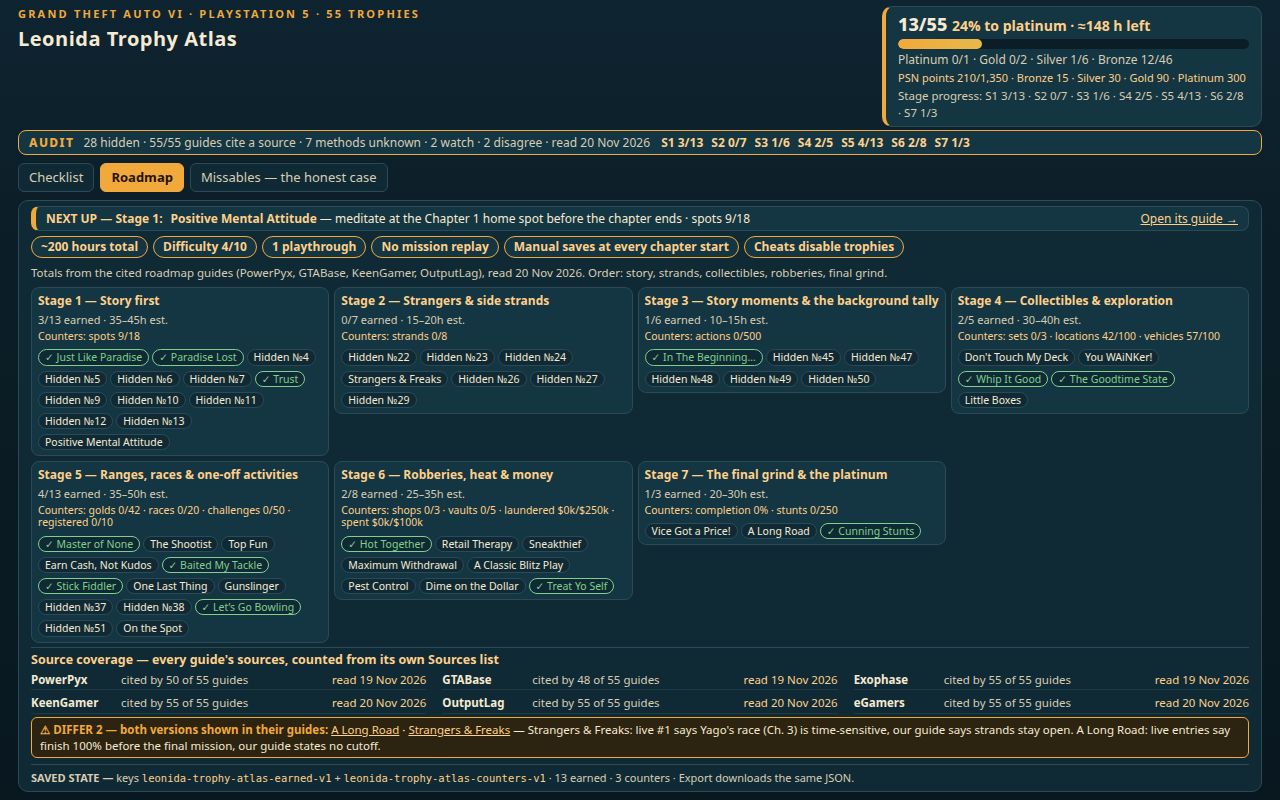 GRAND THEFT AUTO VI · PLAYSTATION 5 · 55 TROPHIES
Leonida Trophy Atlas
13/55 24% to platinum · ≈148 h left
Platinum 0/1 · Gold 0/2 · Silver 1/6 · Bronze 12/46
PSN points 210/1,350 · Bronze 15 · Silver 30 · Gold 90 · Platinum 300
Stage progress: S1 3/13 · S2 0/7 · S3 1/6 · S4 2/5 · S5 4/13 · S6 2/8
· S7 1/3
AUDIT 28 hidden · 55/55 guides cite a source · 7 methods unknown · 2 watch · 2 disagree · read 20 Nov 2026 S1 3/13 S2 0/7 S3 1/6 S4 2/5 S5 4/13 S6 2/8 S7 1/3
Checklist Roadmap Missables — the honest case
NEXT UP — Stage 1: Positive Mental Attitude — meditate at the Chapter 1 home spot before the chapter ends · spots 9/18 Open its guide →
~200 hours total Difficulty 4/10 1 playthrough No mission replay Manual saves at every chapter start Cheats disable trophies
Totals from the cited roadmap guides (PowerPyx, GTABase, KeenGamer, OutputLag), read 20 Nov 2026. Order: story, strands, collectibles, robberies, final grind.
Stage 1 — Story first
3/13 earned · 35–45h est.
Counters: spots 9/18
✓ Just Like Paradise ✓ Paradise Lost Hidden №4
Hidden №5 Hidden №6 Hidden №7 ✓ Trust
Hidden №9 Hidden №10 Hidden №11
Hidden №12 Hidden №13
Positive Mental Attitude
Stage 2 — Strangers & side strands
0/7 earned · 15–20h est.
Counters: strands 0/8
Hidden №22 Hidden №23 Hidden №24
Strangers & Freaks Hidden №26 Hidden №27
Hidden №29
Stage 3 — Story moments & the background tally
1/6 earned · 10–15h est.
Counters: actions 0/500
✓ In The Beginning... Hidden №45 Hidden №47
Hidden №48 Hidden №49 Hidden №50
Stage 4 — Collectibles & exploration
2/5 earned · 30–40h est.
Counters: sets 0/3 · locations 42/100 · vehicles 57/100
Don't Touch My Deck You WAiNKer!
✓ Whip It Good ✓ The Goodtime State
Little Boxes
Stage 5 — Ranges, races & one-off activities
4/13 earned · 35–50h est.
Counters: golds 0/42 · races 0/20 · challenges 0/50 ·
registered 0/10
✓ Master of None The Shootist Top Fun
Earn Cash, Not Kudos ✓ Baited My Tackle
✓ Stick Fiddler One Last Thing Gunslinger
Hidden №37 Hidden №38 ✓ Let's Go Bowling
Hidden №51 On the Spot
Stage 6 — Robberies, heat & money
2/8 earned · 25–35h est.
Counters: shops 0/3 · vaults 0/5 · laundered $0k/$250k ·
spent $0k/$100k
✓ Hot Together Retail Therapy Sneakthief
Maximum Withdrawal A Classic Blitz Play
Pest Control Dime on the Dollar ✓ Treat Yo Self
Stage 7 — The final grind & the platinum
1/3 earned · 20–30h est.
Counters: completion 0% · stunts 0/250
Vice Got a Price! A Long Road ✓ Cunning Stunts
Source coverage — every guide's sources, counted from its own Sources list
PowerPyx cited by 50 of 55 guides read 19 Nov 2026 GTABase cited by 48 of 55 guides read 19 Nov 2026 Exophase cited by 55 of 55 guides read 19 Nov 2026
KeenGamer cited by 55 of 55 guides read 20 Nov 2026 OutputLag cited by 55 of 55 guides read 20 Nov 2026 eGamers cited by 55 of 55 guides read 20 Nov 2026
⚠ DIFFER 2 — both versions shown in their guides: A Long Road · Strangers & Freaks — Strangers & Freaks: live #1 says Yago's race (Ch. 3) is time-sensitive, our guide says strands stay open. A Long Road: live entries say
finish 100% before the final mission, our guide states no cutoff.
SAVED STATE — keys leonida-trophy-atlas-earned-v1 + leonida-trophy-atlas-counters-v1 · 13 earned · 3 counters · Export downloads the same JSON.